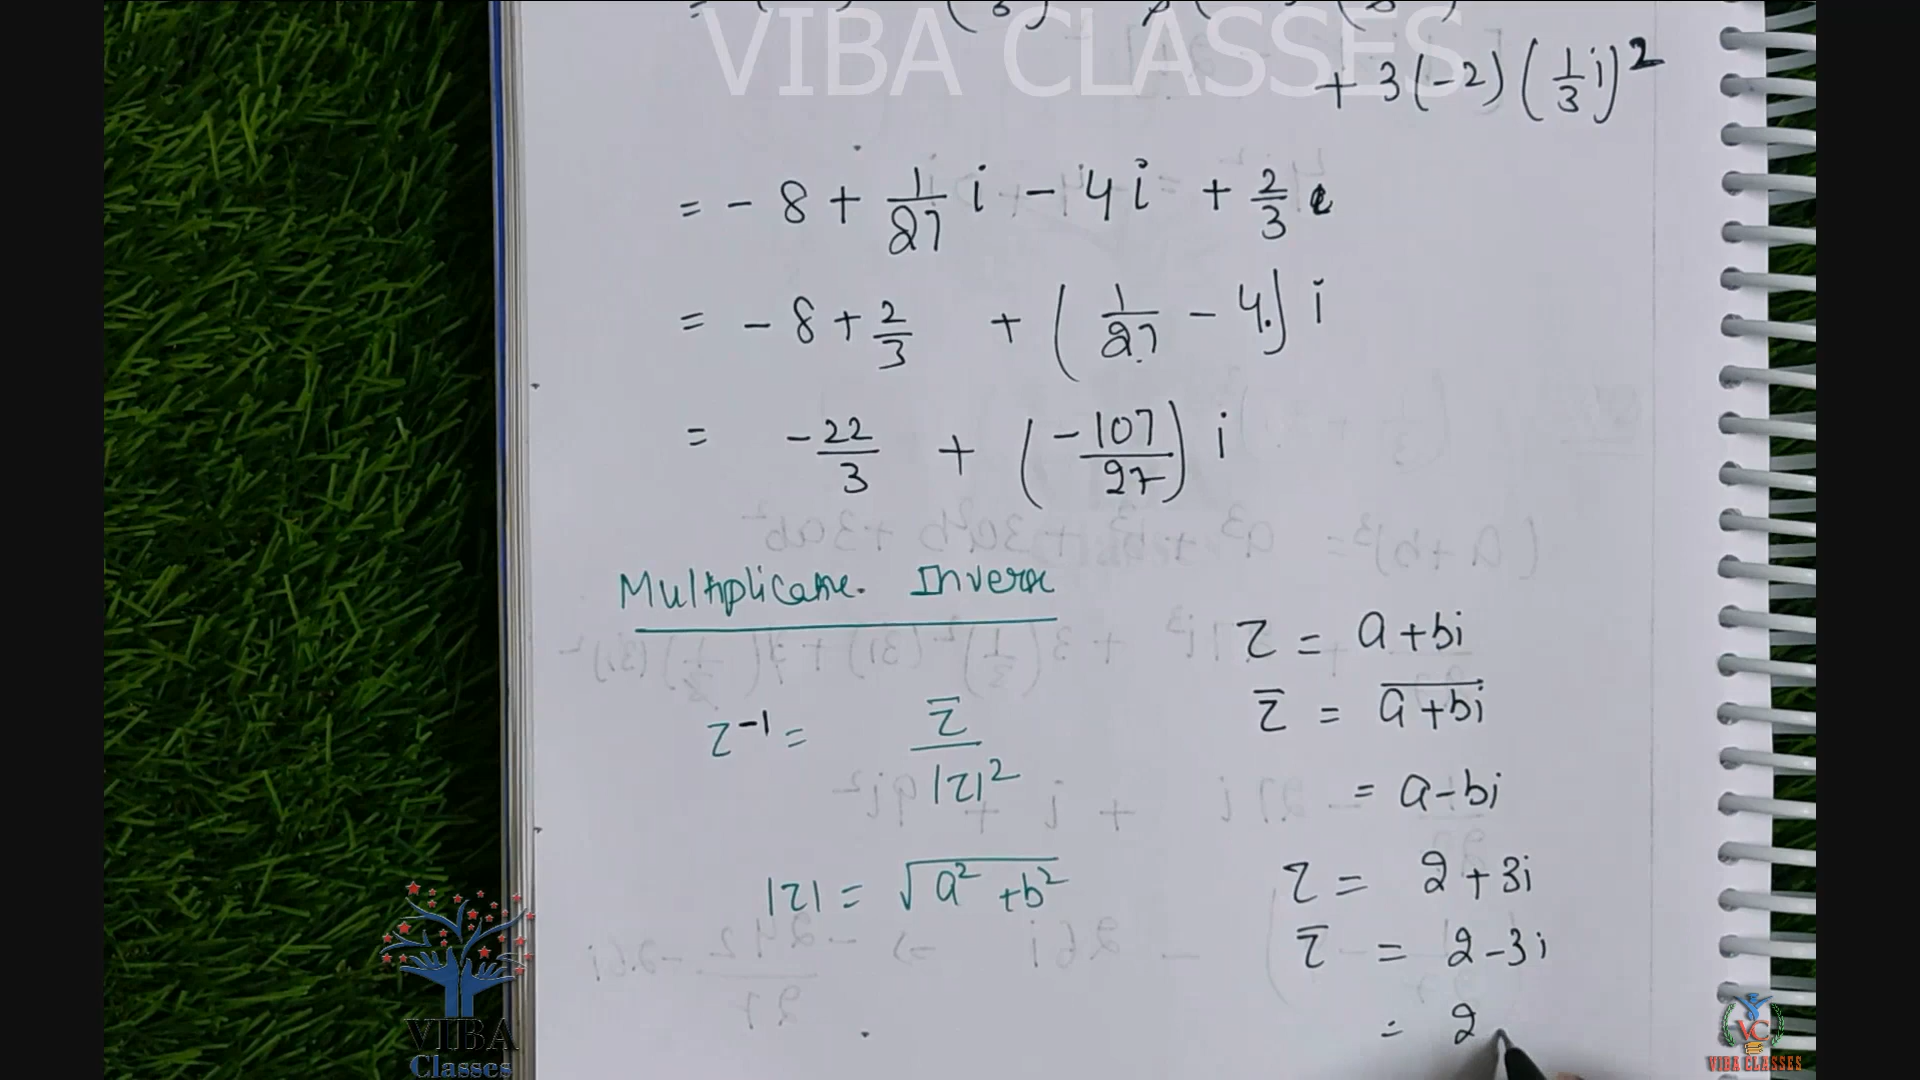 VIBA CLASSES
+ 3(-2)(1/3 i)²
= - 8 + 1/27 i - 4i + 2/3
= - 8 + 2/3 + (1/27 - 4) i
= -22/3 + (-107/27) i
Multiplicative Inverse
z = a + bi
z̅ = \overline{a + bi}
z⁻¹ = z̅/|z|²
= a - bi
|z| = √(a² + b²)
z = 2 + 3i
z̅ = 2 - 3i
= 2
VIBA
Classes
VC
VIBA CLASSES